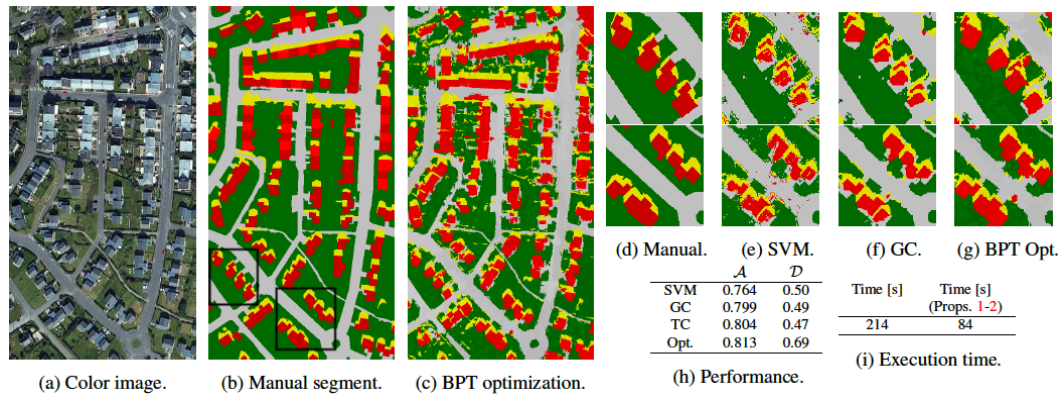 (a) Color image.
(b) Manual segment.
(c) BPT optimization.
(d) Manual.
(e) SVM.
(f) GC.
(g) BPT Opt.
𝒜 𝒟
SVM 0.764 0.50
GC 0.799 0.49
TC 0.804 0.47
Opt. 0.813 0.69
(h) Performance.
Time [s] Time [s]
(Props. 1-2)
214 84
(i) Execution time.